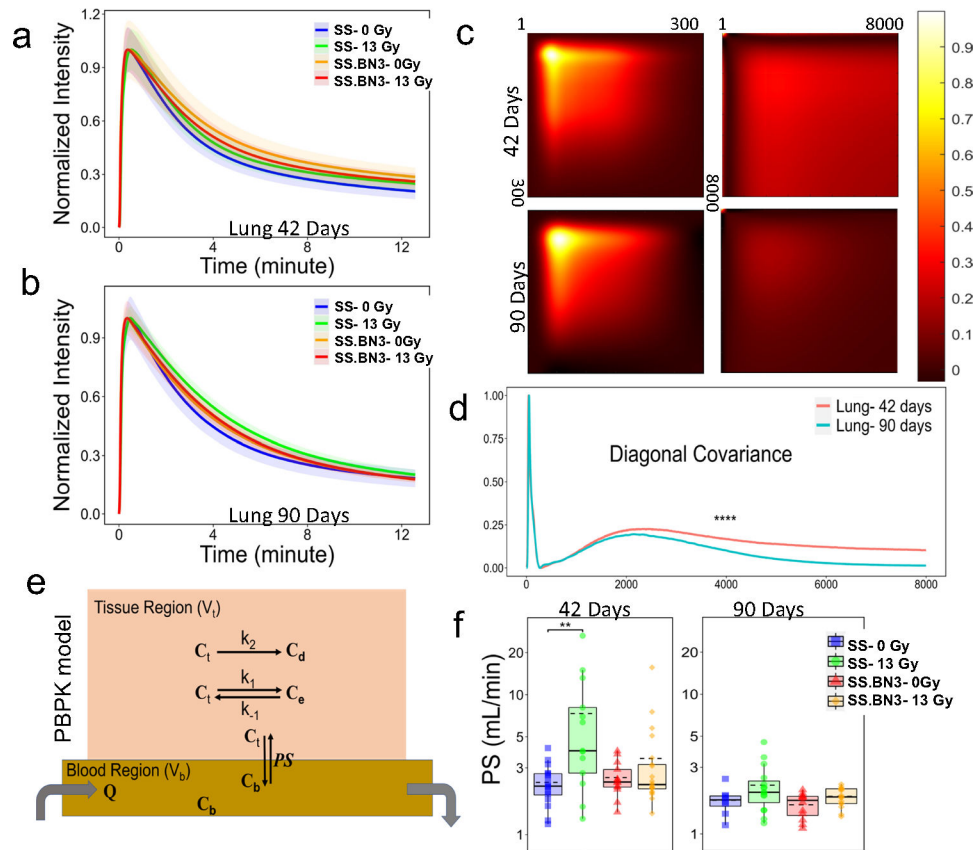 a
1.2
0.9
0.6
0.3
0.0
Normalized Intensity
SS- 0 Gy
SS- 13 Gy
SS.BN3- 0Gy
SS.BN3- 13 Gy
Lung 42 Days
0 4 8 12
Time (minute)
b
0.9
0.6
0.3
0.0
Normalized Intensity
SS- 0 Gy
SS- 13 Gy
SS.BN3- 0Gy
SS.BN3- 13 Gy
Lung 90 Days
0 4 8 12
Time (minute)
c
1 300 1 8000
42 Days
300 8000
90 Days
0.9
0.8
0.7
0.6
0.5
0.4
0.3
0.2
0.1
0
d
1.00
0.75
0.50
0.25
0.00
Lung- 42 days
Lung- 90 days
Diagonal Covariance
****
0 2000 4000 6000 8000
e
PBPK model
Tissue Region (Vt)
Ct k2 Cd
Ct k1 Ce
k-1
Ct
PS
Blood Region (Vb)
Cb
Q
Cb
f
42 Days 90 Days
PS (mL/min)
20
10
3
1
**
20
10
3
1
SS- 0 Gy
SS- 13 Gy
SS.BN3- 0Gy
SS.BN3- 13 Gy